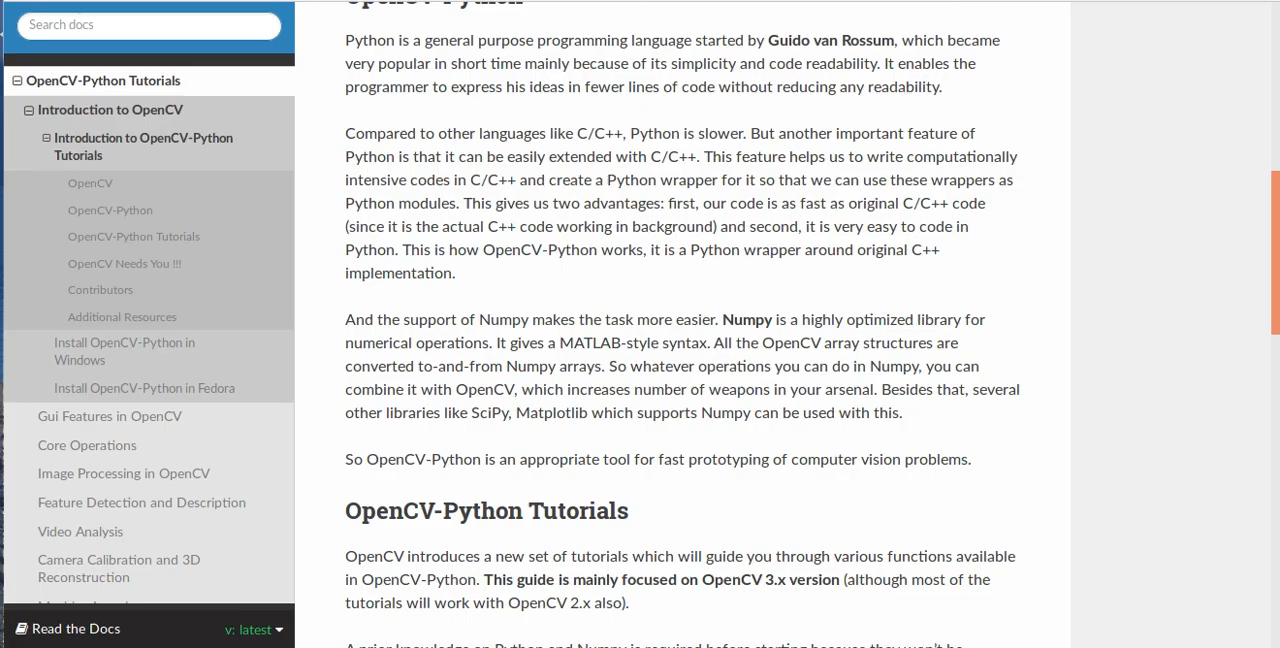 Search docs
OpenCV-Python Tutorials
Introduction to OpenCV
Introduction to OpenCV-Python
Tutorials
OpenCV
OpenCV-Python
OpenCV-Python Tutorials
OpenCV Needs You !!!
Contributors
Additional Resources
Install OpenCV-Python in
Windows
Install OpenCV-Python in Fedora
Gui Features in OpenCV
Core Operations
Image Processing in OpenCV
Feature Detection and Description
Video Analysis
Camera Calibration and 3D
Reconstruction
Read the Docs
v: latest
OpenCV-Python
Python is a general purpose programming language started by Guido van Rossum, which became
very popular in short time mainly because of its simplicity and code readability. It enables the
programmer to express his ideas in fewer lines of code without reducing any readability.
Compared to other languages like C/C++, Python is slower. But another important feature of
Python is that it can be easily extended with C/C++. This feature helps us to write computationally
intensive codes in C/C++ and create a Python wrapper for it so that we can use these wrappers as
Python modules. This gives us two advantages: first, our code is as fast as original C/C++ code
(since it is the actual C++ code working in background) and second, it is very easy to code in
Python. This is how OpenCV-Python works, it is a Python wrapper around original C++
implementation.
And the support of Numpy makes the task more easier. Numpy is a highly optimized library for
numerical operations. It gives a MATLAB-style syntax. All the OpenCV array structures are
converted to-and-from Numpy arrays. So whatever operations you can do in Numpy, you can
combine it with OpenCV, which increases number of weapons in your arsenal. Besides that, several
other libraries like SciPy, Matplotlib which supports Numpy can be used with this.
So OpenCV-Python is an appropriate tool for fast prototyping of computer vision problems.
OpenCV-Python Tutorials
OpenCV introduces a new set of tutorials which will guide you through various functions available
in OpenCV-Python. This guide is mainly focused on OpenCV 3.x version (although most of the
tutorials will work with OpenCV 2.x also).
A prior knowledge on Python and Numpy is required before starting because they won't be